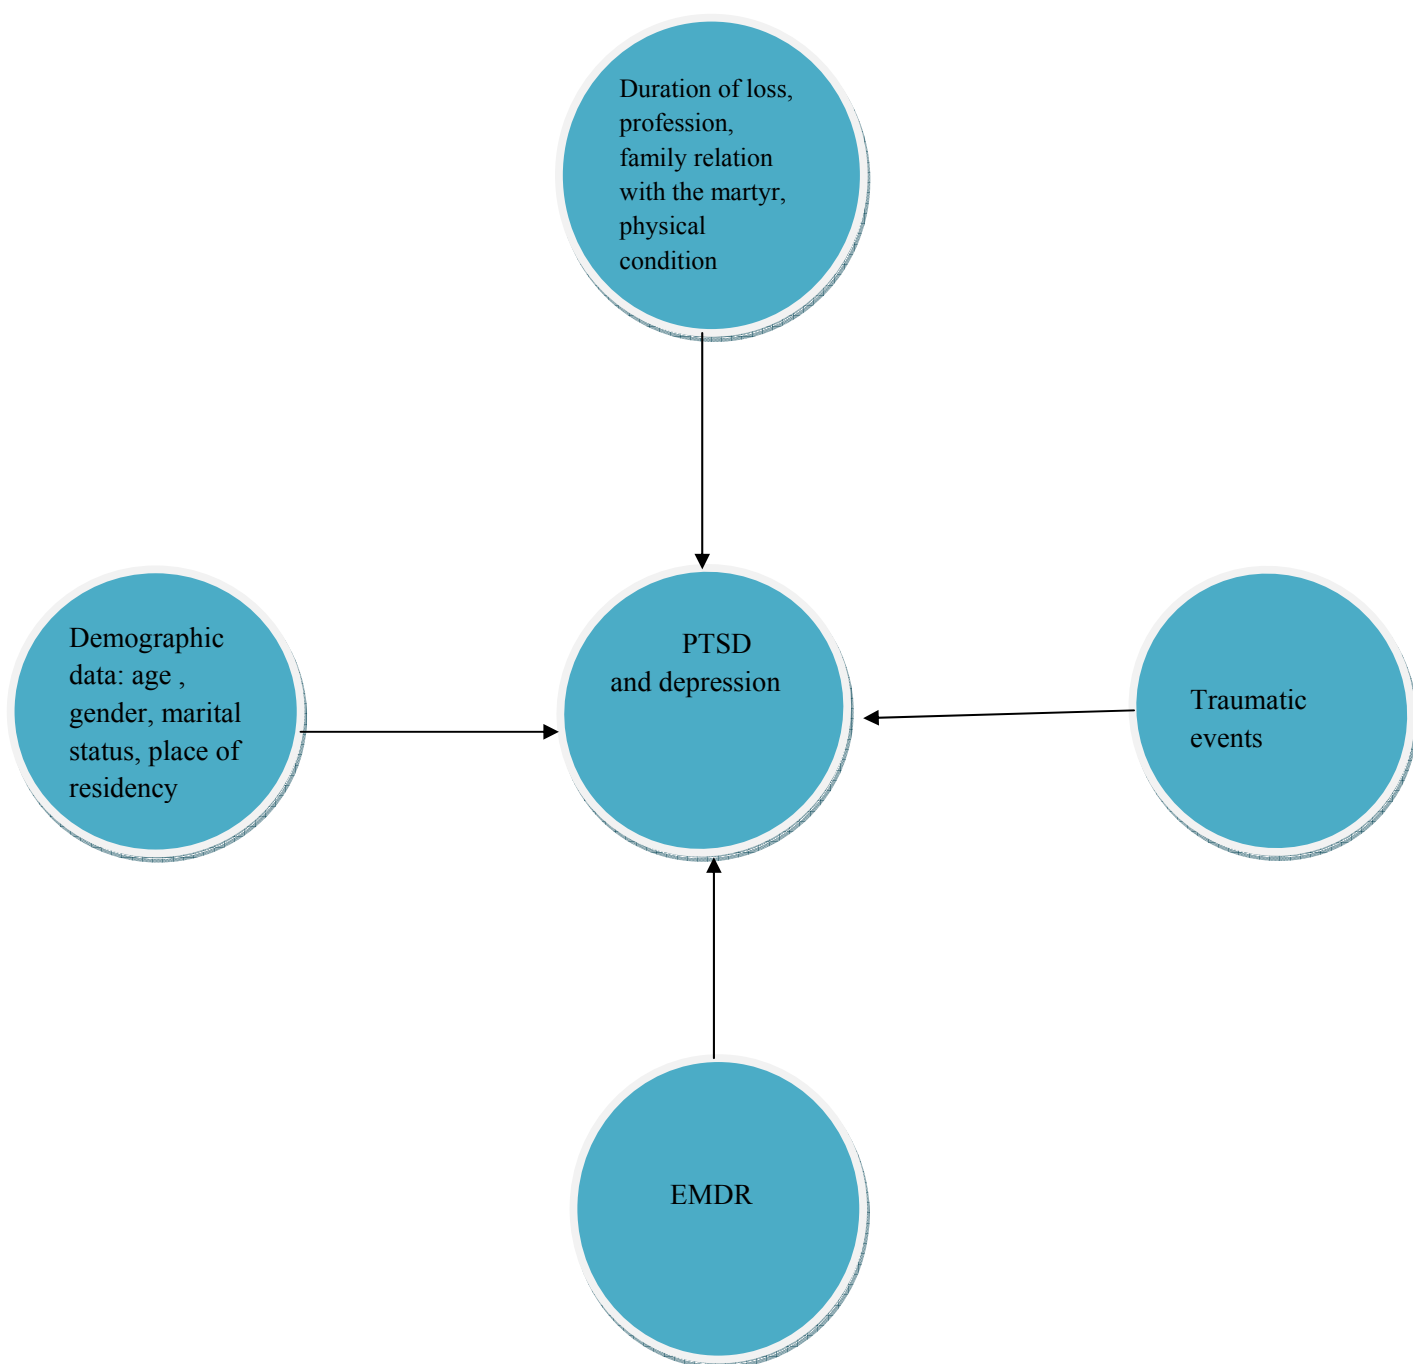 Duration of loss,
profession,
family relation
with the martyr,
physical
condition
Demographic
data: age ,
gender, marital
status, place of
residency
PTSD
and depression
Traumatic
events
EMDR